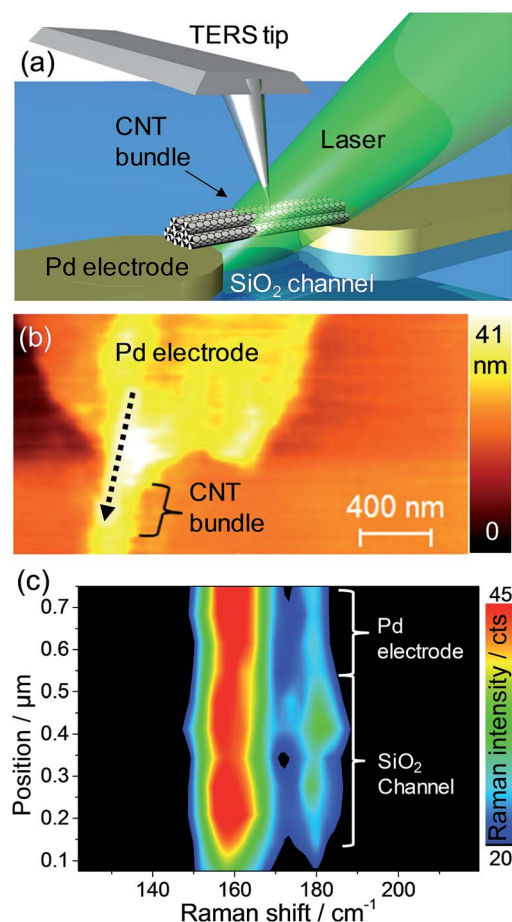 (a)
TERS tip
CNT
bundle
Laser
Pd electrode
SiO₂ channel
(b)
Pd electrode
CNT
bundle
400 nm
41
nm
0
(c)
0.7
0.6
0.5
0.4
0.3
0.2
0.1
Position / µm
Pd
electrode
SiO₂
Channel
140
160
180
200
Raman shift / cm⁻¹
45
Raman intensity / cts
20